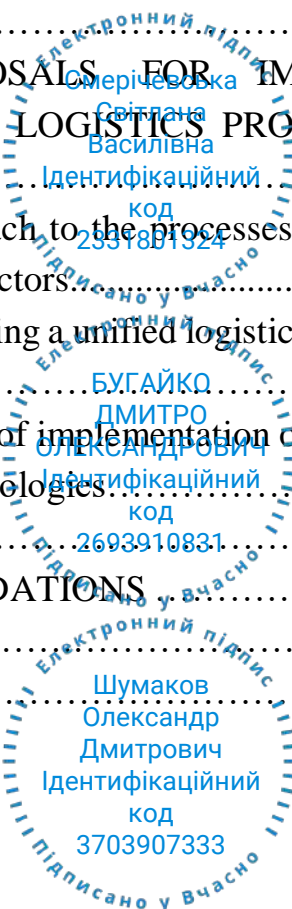 Електронний підпис
OSALS FOR IM
Смерічевська
Світлана
LOGISTICS PRO
Василівна
Ідентифікаційний
код
ach to the processes
2331801324
ctors
Підписано у Вчасно
Електронний підпис
ing a unified logistic
БУГАЙКО
ДМИТРО
of implementation o
ОЛЕКСАНДРОВИЧ
Ідентифікаційний
ologies
код
2693910831
DATIONS
Підписано у Вчасно
Електронний підпис
Шумаков
Олександр
Дмитрович
Ідентифікаційний
код
3703907333
Підписано у Вчасно